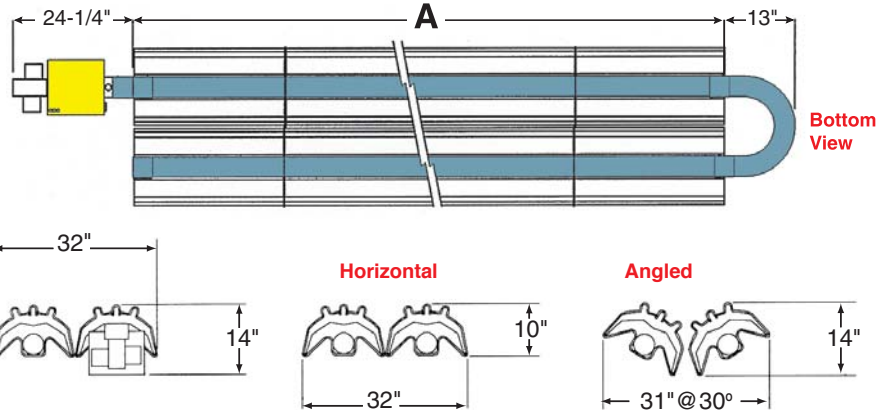 24-1/4" A 13"
Bottom
View
32"
Horizontal
Angled
14"
10"
14"
32"
31"@30º